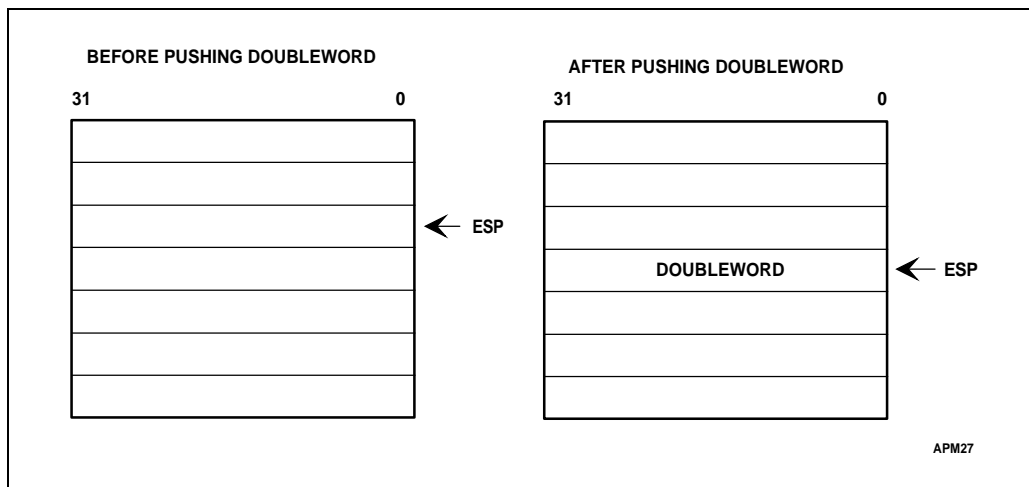 BEFORE PUSHING DOUBLEWORD
31 0
ESP
AFTER PUSHING DOUBLEWORD
31 0
DOUBLEWORD
ESP
APM27